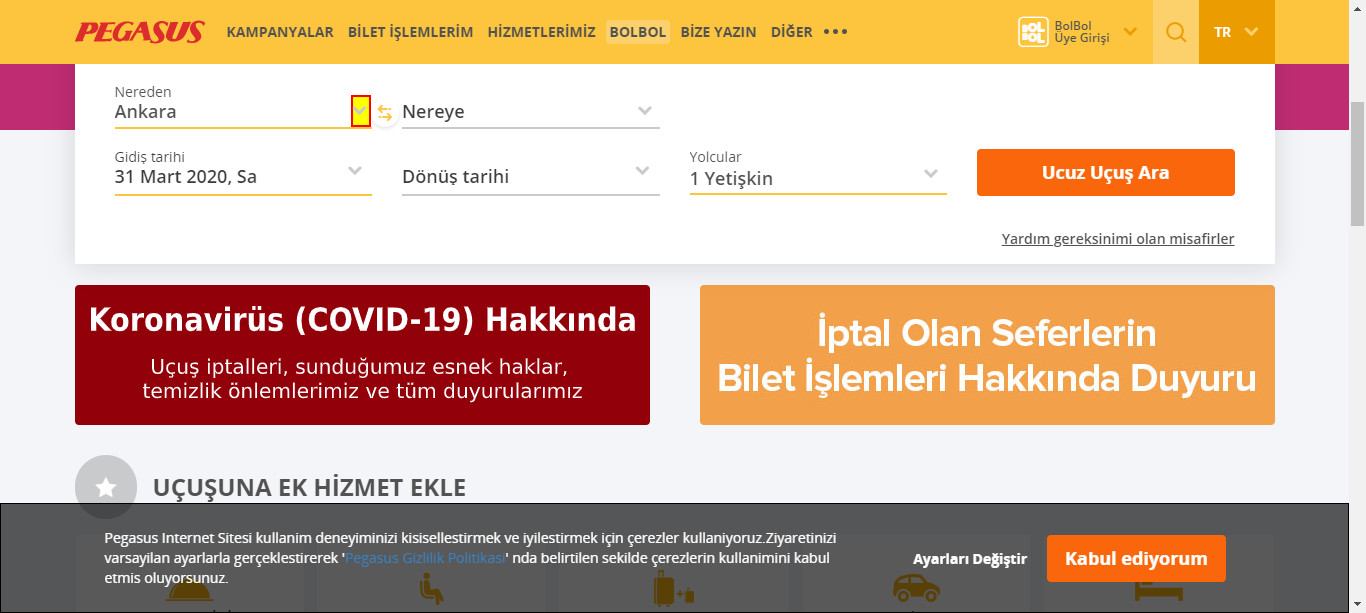 PEGASUS KAMPANYALAR BİLET İŞLEMLERİM HİZMETLERİMİZ BOLBOL BİZE YAZIN DİĞER
BOL BOL
BolBol
Üye Girişi
TR
Nereden
Ankara
Nereye
Gidiş tarihi
31 Mart 2020, Sa
Dönüş tarihi
Yolcular
1 Yetişkin
Ucuz Uçuş Ara
Yardım gereksinimi olan misafirler
Koronavirüs (COVID-19) Hakkında
Uçuş iptalleri, sunduğumuz esnek haklar,
temizlik önlemlerimiz ve tüm duyurularımız
İptal Olan Seferlerin
Bilet İşlemleri Hakkında Duyuru
UÇUŞUNA EK HİZMET EKLE
Pegasus Internet Sitesi kullanim deneyiminizi kisisellestirmek ve iyilestirmek için çerezler kullaniyoruz.Ziyaretinizi
varsayilan ayarlarla gerçeklestirerek 'Pegasus Gizlilik Politikasi' nda belirtilen sekilde çerezlerin kullanimini kabul
etmis oluyorsunuz.
Ayarları Değiştir
Kabul ediyorum